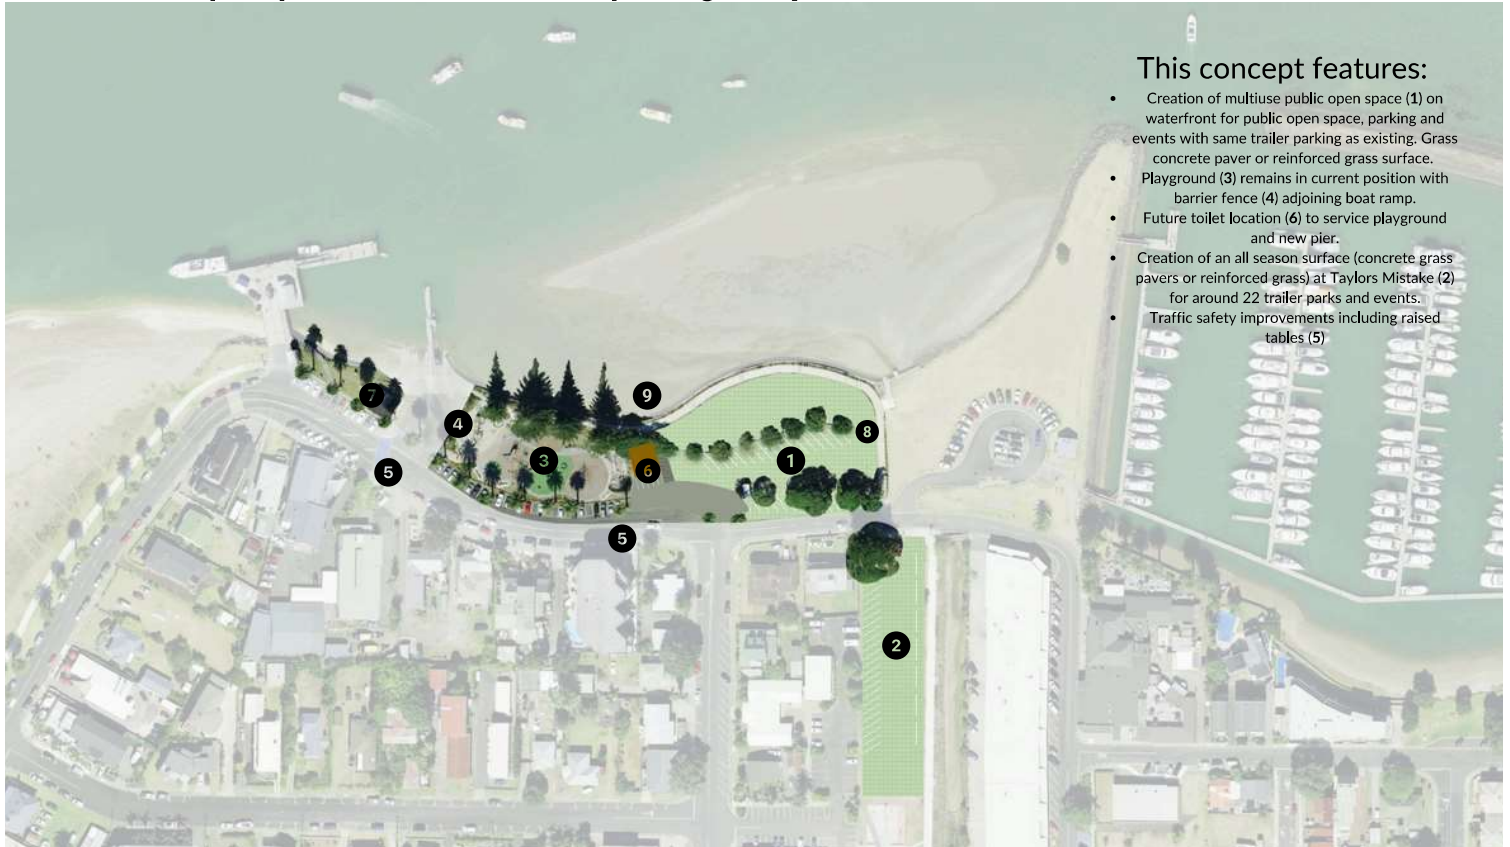 This concept features:
• Creation of multiuse public open space (1) on
waterfront for public open space, parking and
events with same trailer parking as existing. Grass
concrete paver or reinforced grass surface.
• Playground (3) remains in current position with
barrier fence (4) adjoining boat ramp.
• Future toilet location (6) to service playground
and new pier.
• Creation of an all season surface (concrete grass
pavers or reinforced grass) at Taylors Mistake (2)
for around 22 trailer parks and events.
• Traffic safety improvements including raised
tables (5)
7
9
4
8
3
1
6
5
5
2